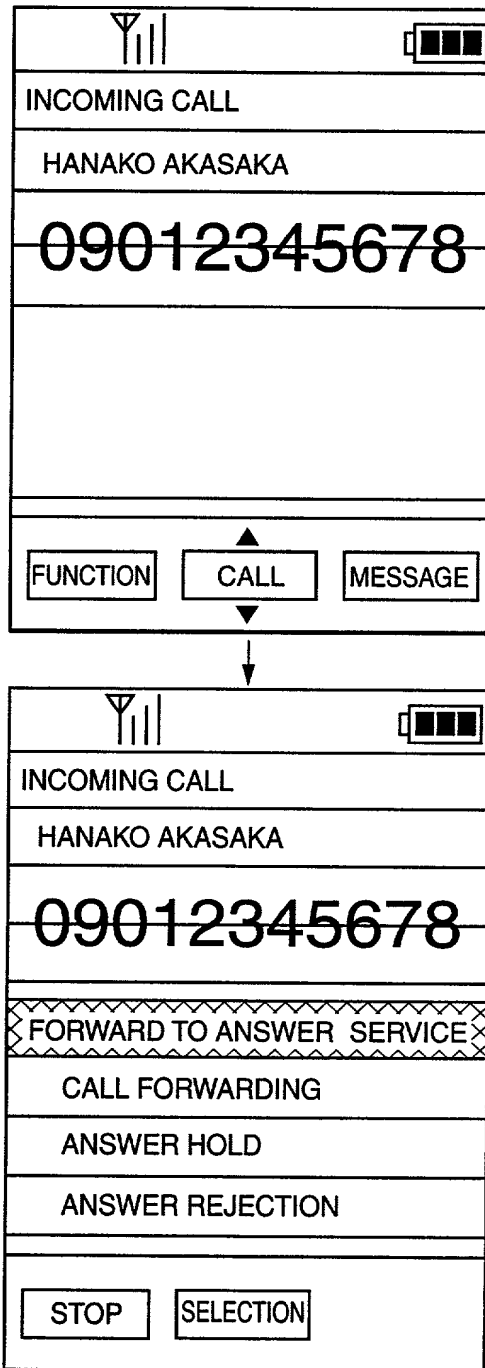 INCOMING CALL
HANAKO AKASAKA
09012345678
FUNCTION CALL MESSAGE
INCOMING CALL
HANAKO AKASAKA
09012345678
FORWARD TO ANSWER SERVICE
CALL FORWARDING
ANSWER HOLD
ANSWER REJECTION
STOP SELECTION